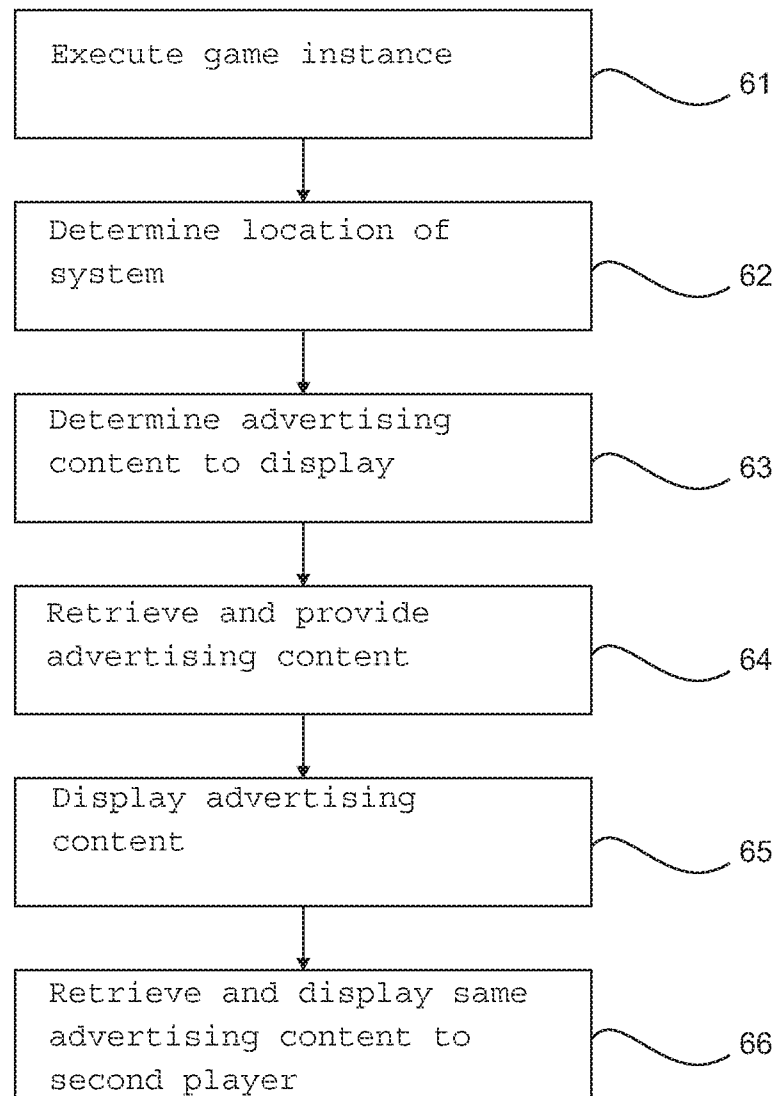 Execute game instance
61
Determine location of
system
62
Determine advertising
content to display
63
Retrieve and provide
advertising content
64
Display advertising
content
65
Retrieve and display same
advertising content to
second player
66